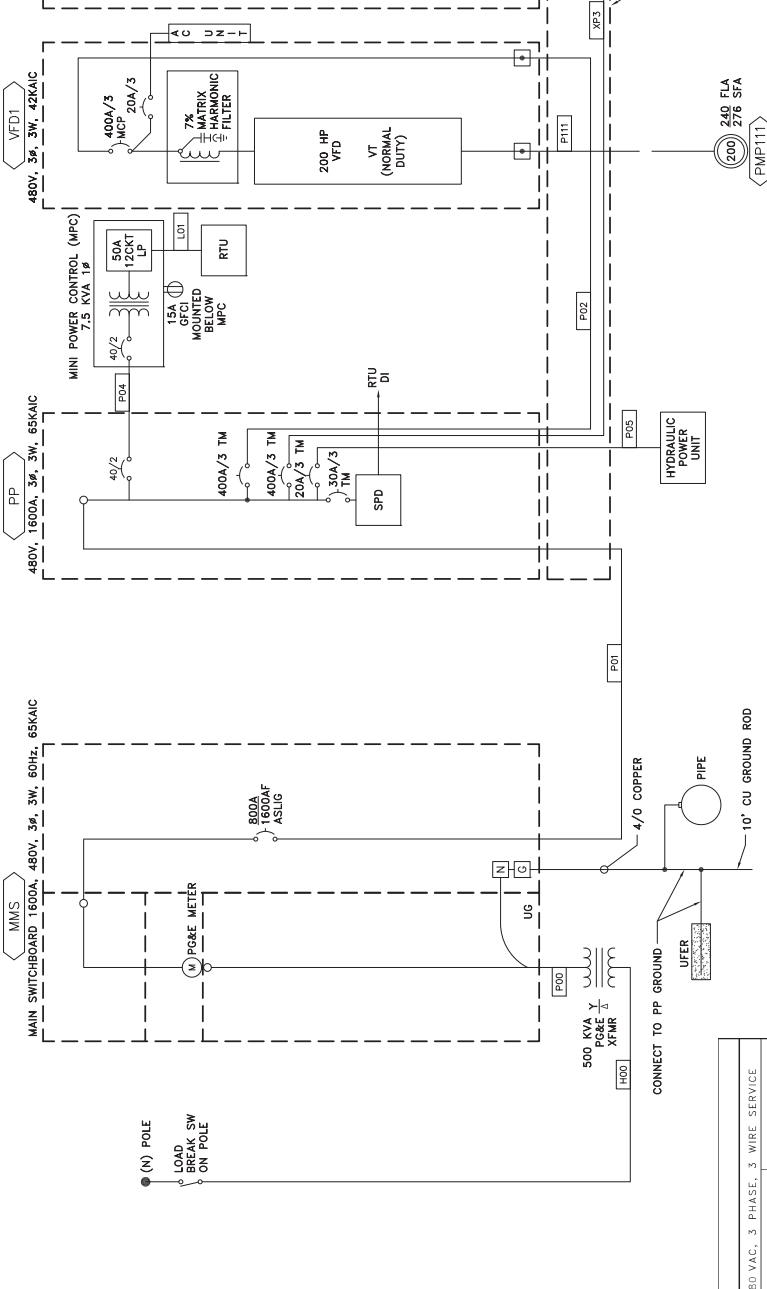 VFD1
480V, 3ø, 3W, 42KAIC
AC UNIT
400A/3
MCP
20A/3
7%
MATRIX
HARMONIC
FILTER
200 HP
VFD
VT
(NORMAL
DUTY)
XP3
P111
200
240 FLA
276 SFA
PMP111
MINI POWER CONTROL (MPC)
7.5 KVA 1ø
50A
12CKT
LP
40/2
L01
RTU
15A
GFCI
MOUNTED
BELOW
MPC
P04
P02
PP
480V, 1600A, 3ø, 3W, 65KAIC
40/2
400A/3 TM
400A/3 TM
20A/3 TM
30A/3
TM
SPD
RTU
DI
P05
HYDRAULIC
POWER
UNIT
P01
MMS
MAIN SWITCHBOARD 1600A, 480V, 3ø, 3W, 60Hz, 65KAIC
800A
1600AF
ASLIG
M
PG&E METER
N
G
UG
4/0 COPPER
PIPE
10' CU GROUND ROD
UFER
CONNECT TO PP GROUND
P00
500 KVA
PG&E
XFMR
Y
Δ
H00
(N) POLE
LOAD
BREAK SW
ON POLE
80 VAC, 3 PHASE, 3 WIRE SERVICE